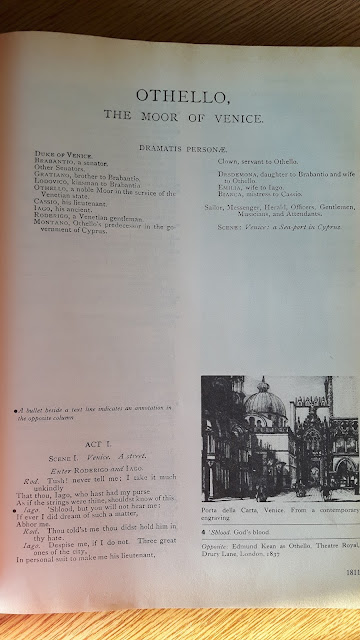 OTHELLO,
THE MOOR OF VENICE.
DRAMATIS PERSONÆ.
DUKE OF VENICE.
BRABANTIO, a senator.
Other Senators.
GRATIANO, brother to Brabantio.
LODOVICO, kinsman to Brabantio
OTHELLO, a noble Moor in the service of the
Venetian state.
CASSIO, his lieutenant.
IAGO, his ancient.
RODERIGO, a Venetian gentleman.
MONTANO, Othello's predecessor in the go-
vernment of Cyprus.
Clown, servant to Othello.
DESDEMONA, daughter to Brabantio and wife
to Othello.
EMILIA, wife to Iago.
BIANCA, mistress to Cassio.
Sailor, Messenger, Herald, Officers, Gentlemen,
Musicians, and Attendants.
SCENE: Venice: a Sea-port in Cyprus.
• A bullet beside a text line indicates an annotation in
the opposite column
ACT I.
SCENE I. Venice. A street.
Enter RODERIGO and IAGO.
Rod. Tush! never tell me; I take it much
unkindly
That thou, Iago, who hast had my purse
As if the strings were thine, shouldst know of this.
• Iago. 'Sblood, but you will not hear me:
If ever I did dream of such a matter,
Abhor me.
Rod. Thou told'st me thou didst hold him in
thy hate.
Iago. Despise me, if I do not. Three great
ones of the city,
In personal suit to make me his lieutenant,
Porta della Carta, Venice. From a contemporary
engraving
4 'Sblood God's blood
Opposite: Edmund Kean as Othello. Theatre Royal,
Drury Lane, London, 1837
1811